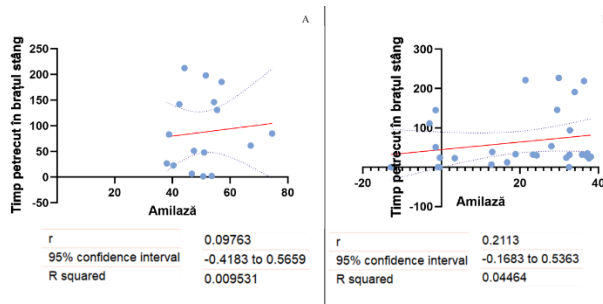 A
Timp petrecut în brațul stâng
250
200
150
100
50
0
-50
20
40
60
80
Amilază
r 0.09763
95% confidence interval -0.4183 to 0.5659
R squared 0.009531
Timp petrecut în brațul stâng
300
200
100
-100
-20
20
40
Amilază
r 0.2113
95% confidence interval -0.1683 to 0.5363
R squared 0.04464